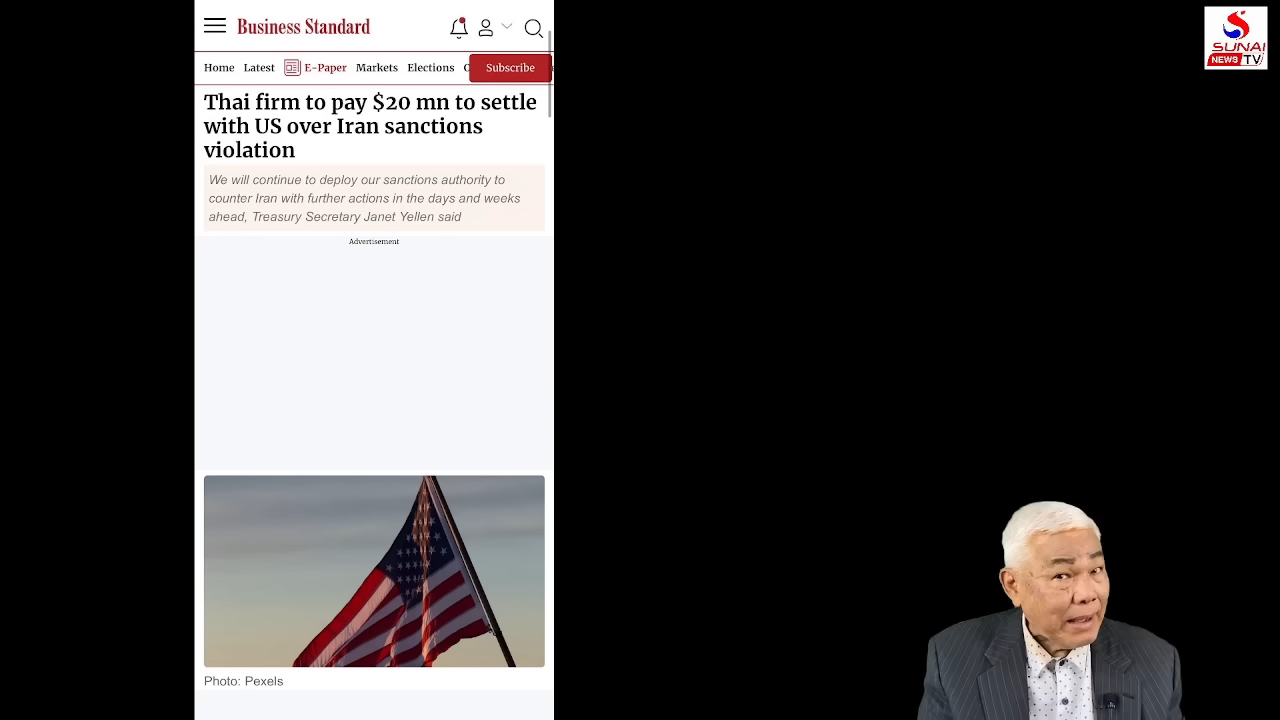 Business Standard
Home Latest E-Paper Markets Elections
Subscribe
Thai firm to pay $20 mn to settle
with US over Iran sanctions
violation
We will continue to deploy our sanctions authority to
counter Iran with further actions in the days and weeks
ahead, Treasury Secretary Janet Yellen said
Advertisement
Photo: Pexels
SUNAI
NEWS TV